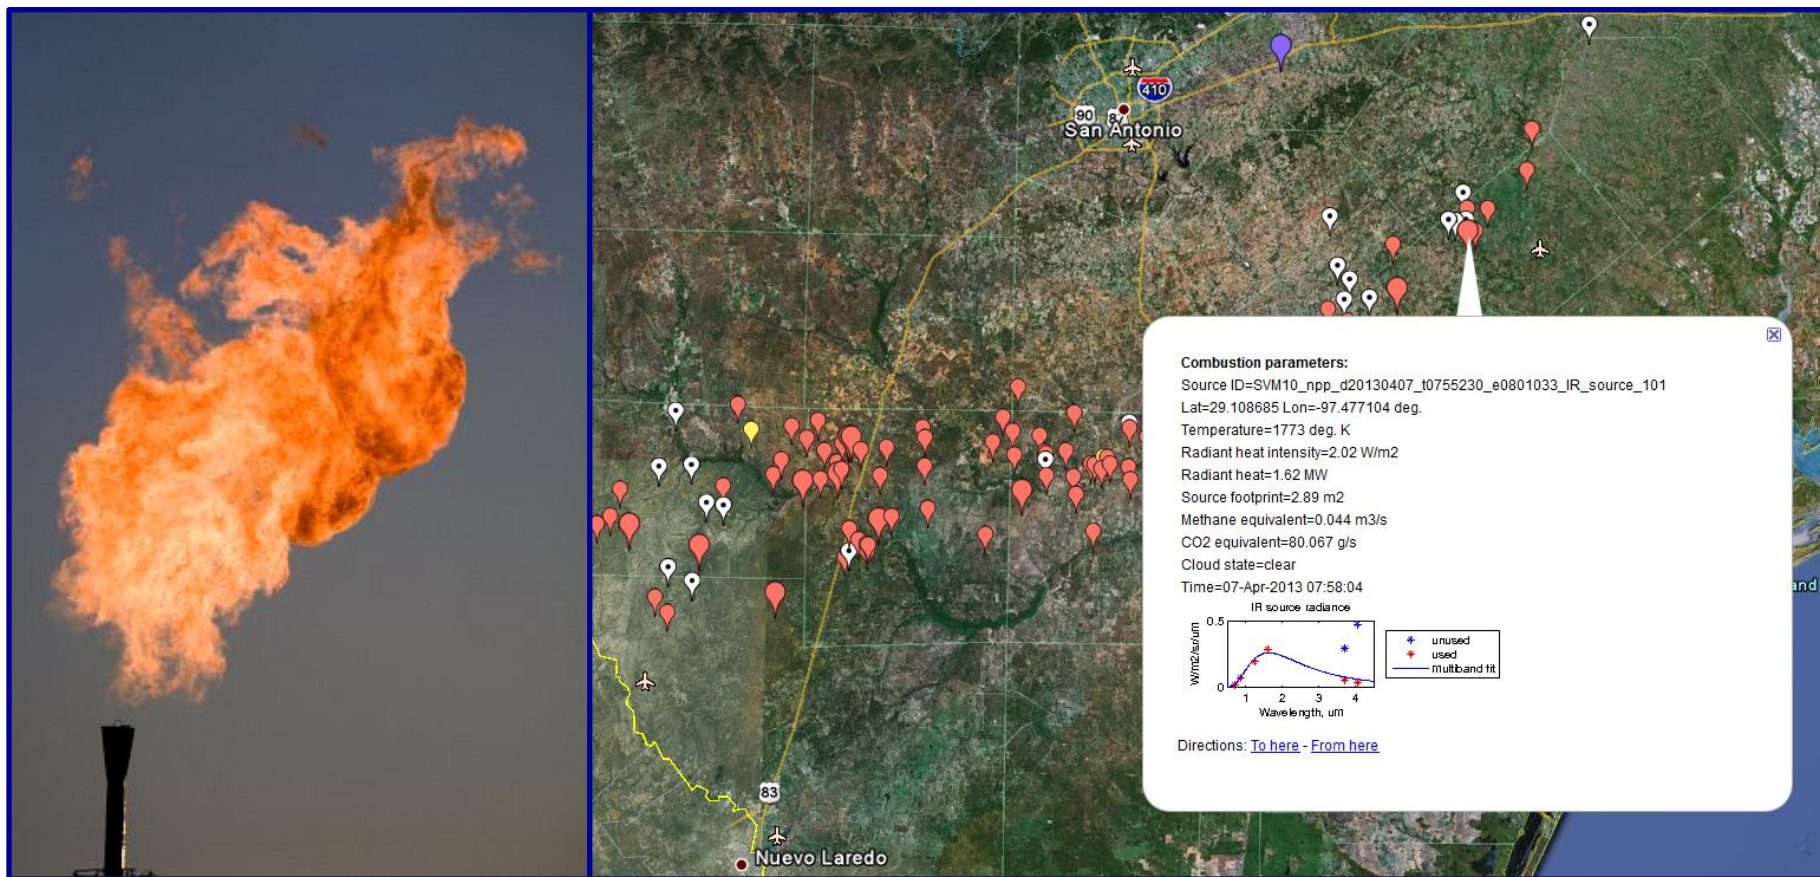 410
90
87
San Antonio
Combustion parameters:
Source ID=SVM10_npp_d20130407_t0755230_e0801033_IR_source_101
Lat=29.108685 Lon=-97.477104 deg.
Temperature=1773 deg. K
Radiant heat intensity=2.02 W/m2
Radiant heat=1.62 MW
Source footprint=2.89 m2
Methane equivalent=0.044 m3/s
CO2 equivalent=80.067 g/s
Cloud state=clear
Time=07-Apr-2013 07:58:04
IR source radiance
0.5
W/m2/sr/um
0
1 2 3 4
Wavelength, um
unused
used
Multiband fit
Directions: To here - From here
83
Nuevo Laredo